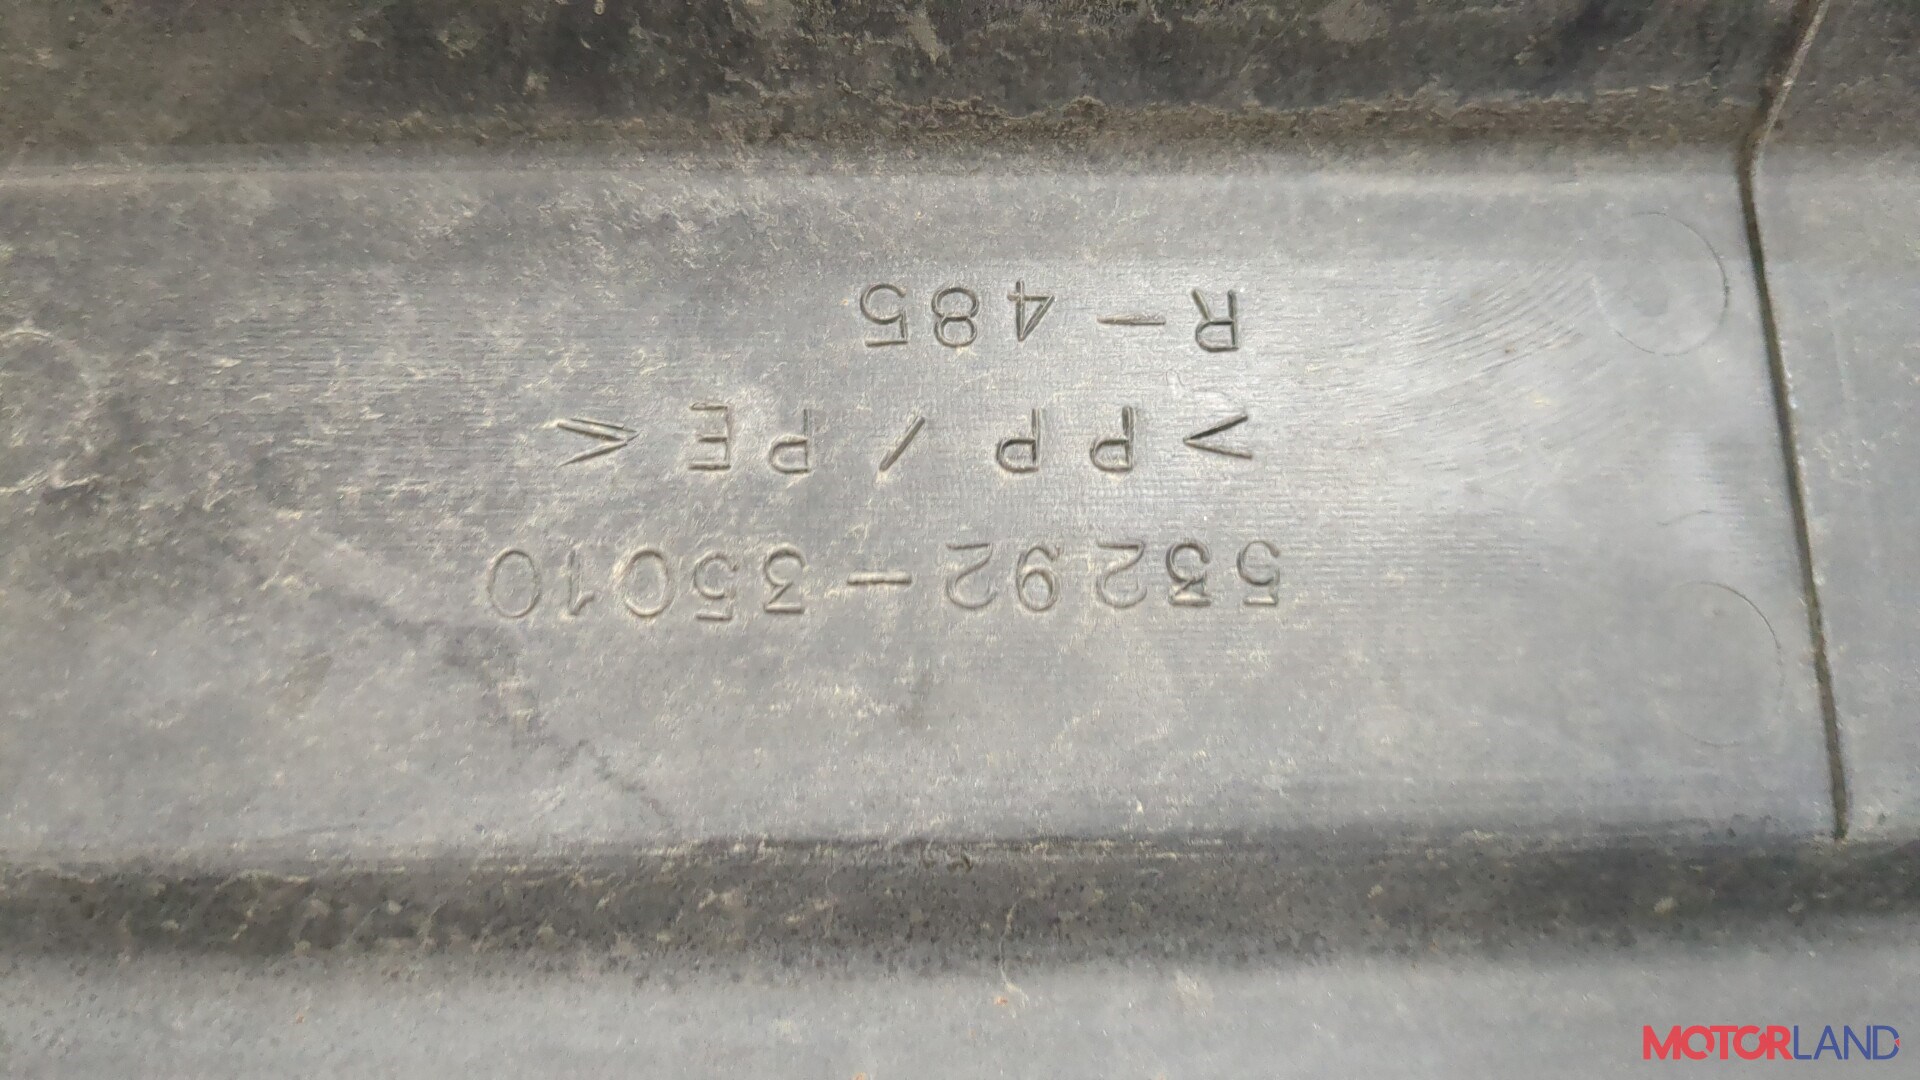 53292-35010
>PP/PE<
R-485
MOTORLAND